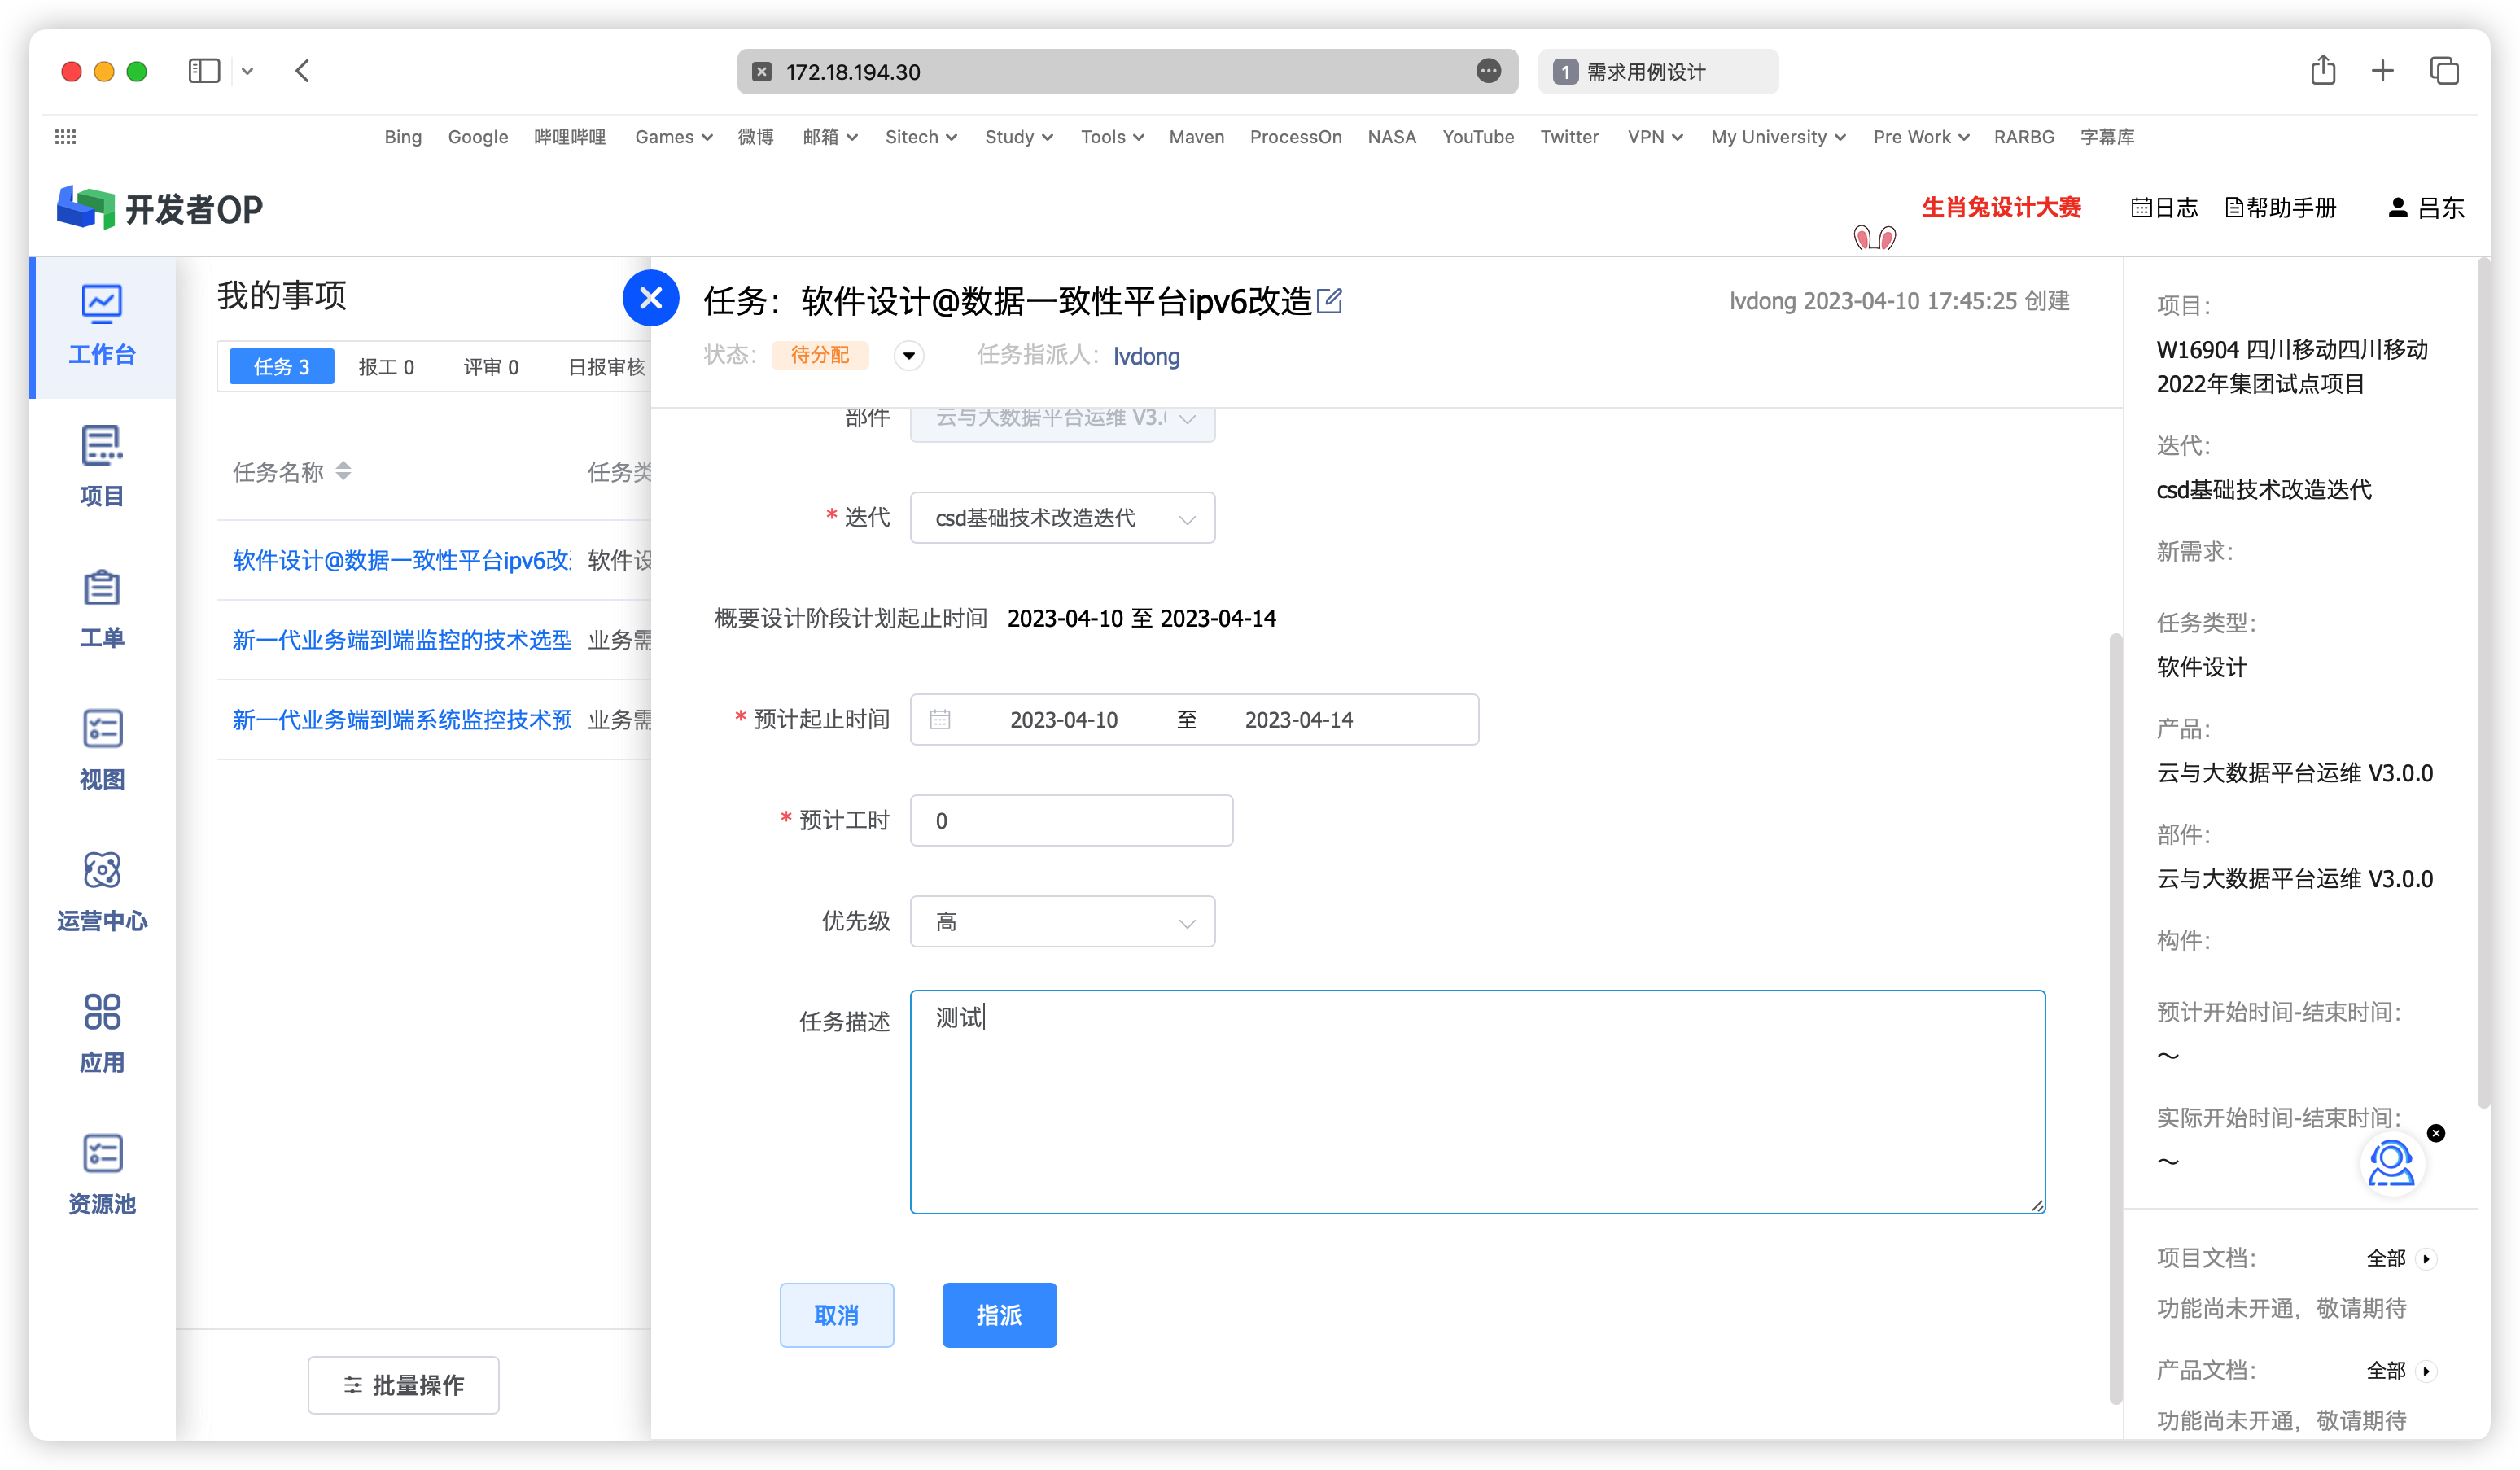 172.18.194.30
1 需求用例设计
Bing Google 哔哩哔哩 Games 微博 邮箱 Sitech Study Tools Maven ProcessOn NASA YouTube Twitter VPN My University Pre Work RARBG 字幕库
开发者OP
生肖兔设计大赛 日志 帮助手册 吕东
工作台
项目
工单
视图
运营中心
应用
资源池
我的事项
任务 3 报工 0 评审 0 日报审核
任务名称 任务类
软件设计@数据一致性平台ipv6改 软件设
新一代业务端到端监控的技术选型 业务需
新一代业务端到端系统监控技术预 业务需
批量操作
任务：软件设计@数据一致性平台ipv6改造
lvdong 2023-04-10 17:45:25 创建
状态： 待分配 任务指派人： lvdong
部件 云与大数据平台运维 V3.
* 迭代 csd基础技术改造迭代
概要设计阶段计划起止时间 2023-04-10 至 2023-04-14
* 预计起止时间 2023-04-10 至 2023-04-14
* 预计工时 0
优先级 高
任务描述 测试
取消 指派
项目：
W16904 四川移动四川移动
2022年集团试点项目
迭代：
csd基础技术改造迭代
新需求：
任务类型：
软件设计
产品：
云与大数据平台运维 V3.0.0
部件：
云与大数据平台运维 V3.0.0
构件：
预计开始时间-结束时间：
～
实际开始时间-结束时间：
～
项目文档： 全部
功能尚未开通，敬请期待
产品文档： 全部
功能尚未开通，敬请期待